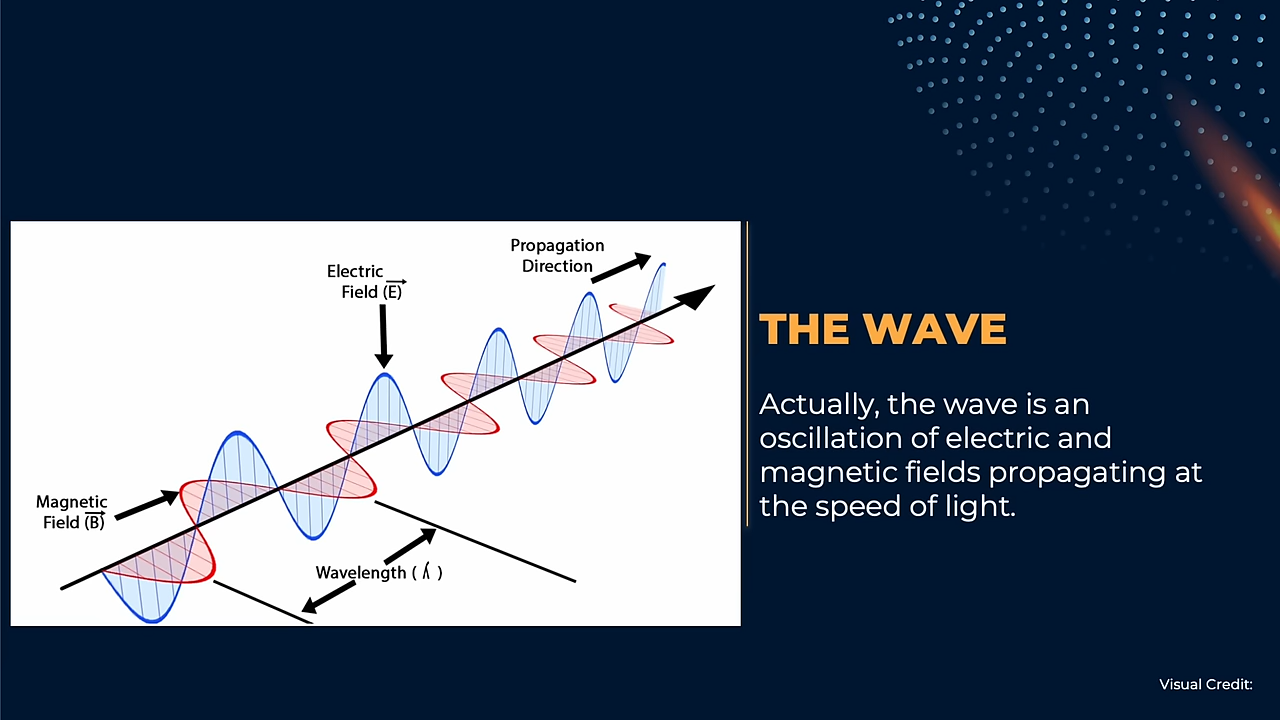 Propagation
Direction
Electric
Field (E)
Magnetic
Field (B)
Wavelength ( λ )
THE WAVE
Actually, the wave is an
oscillation of electric and
magnetic fields propagating at
the speed of light.
Visual Credit: